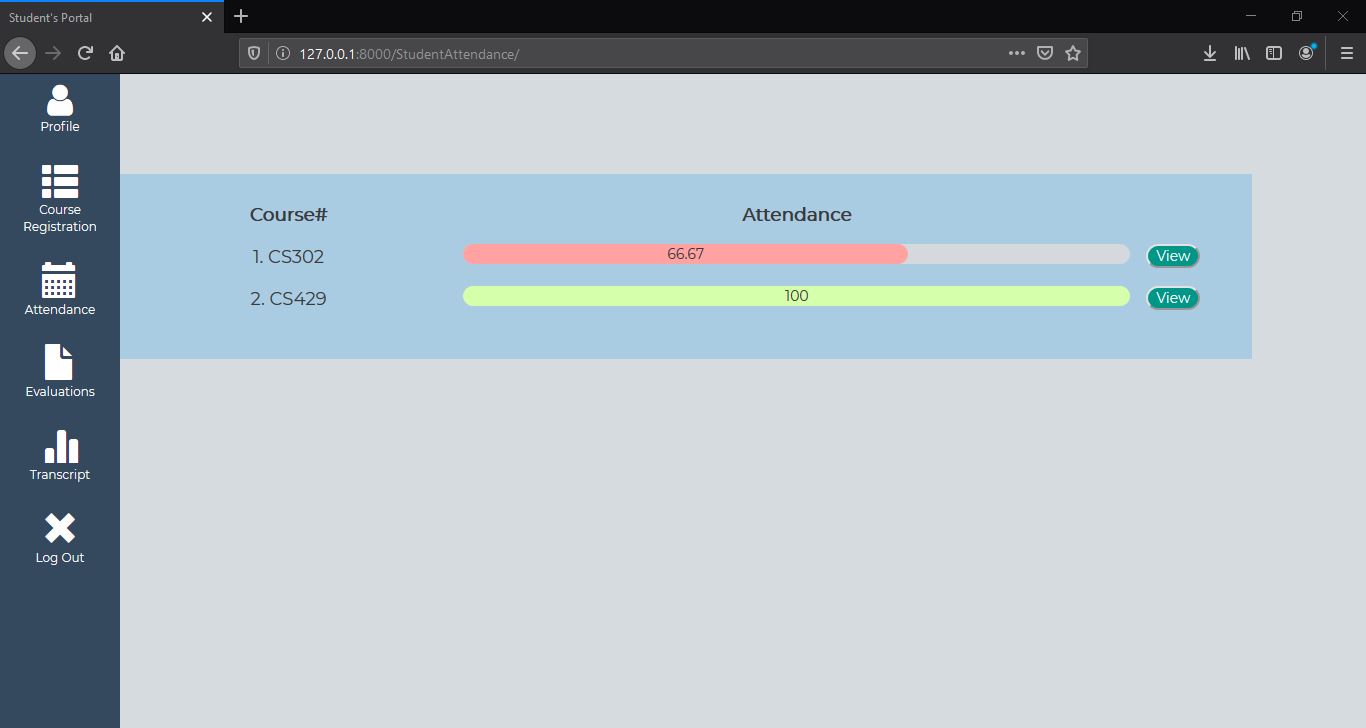 Student's Portal
127.0.0.1:8000/StudentAttendance/
Profile
Course
Registration
Attendance
Evaluations
Transcript
Log Out
Course# Attendance
1. CS302 66.67 View
2. CS429 100 View